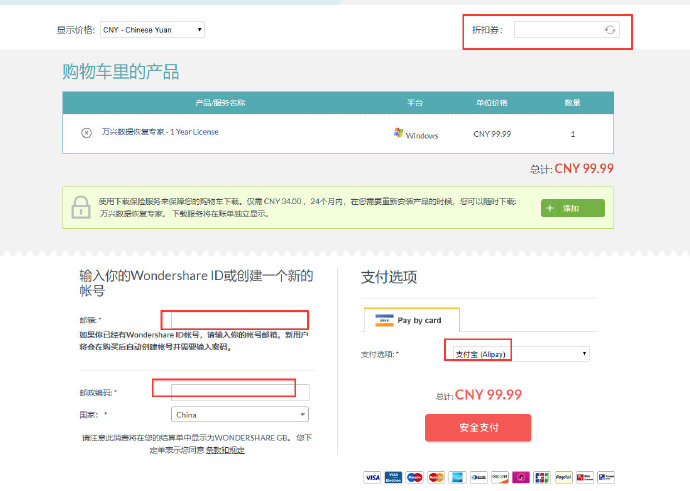 显示价格: CNY - Chinese Yuan
折扣券:
购物车里的产品
产品/服务名称 平台 单位价格 数量
万兴数据恢复专家 - 1 Year License Windows CNY 99.99 1
总计: CNY 99.99
使用下载保险服务来保障您的购物车下载。仅需 CNY 34.00 ，24个月内，在您需要重新安装产品的时候，您可以随时下载:
万兴数据恢复专家。 下载服务将在账单独立显示。
+ 添加
输入你的Wondershare ID或创建一个新的
帐号
邮箱: *
如果你已经有Wondershare ID帐号，请输入你的帐号邮箱。新用户
将会在购买后自动创建帐号并需要输入密码。
邮政编码: *
国家: * China
请注意此消费将在您的结算单中显示为WONDERSHARE GB。 您下
定单表示您同意 条款和规定
支付选项
Pay by card
支付选项: * 支付宝 (Alipay)
总计: CNY 99.99
安全支付
VISA VISA Electron MasterCard DISCOVER JCB PayPal